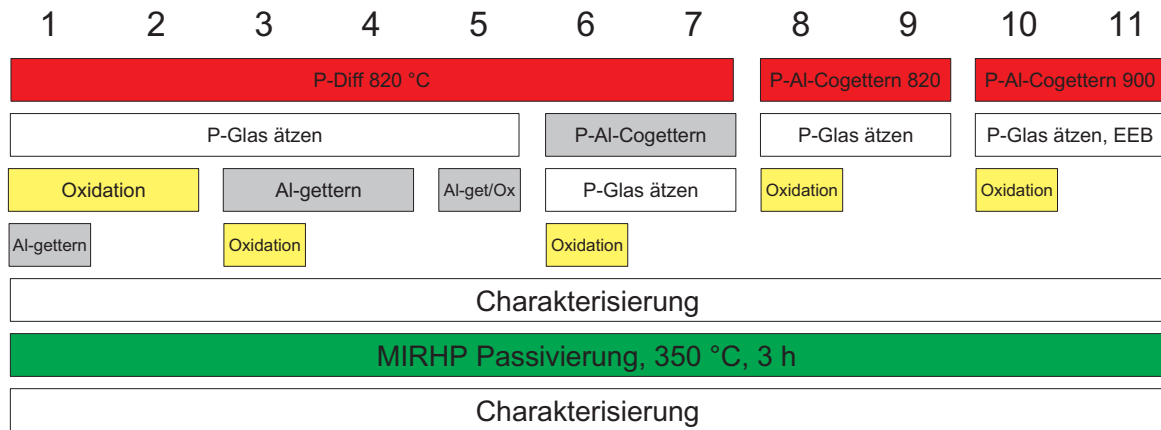 1 2 3 4 5 6 7 8 9 10 11
P-Diff 820 °C P-Al-Cogettern 820 P-Al-Cogettern 900
P-Glas ätzen P-Al-Cogettern P-Glas ätzen P-Glas ätzen, EEB
Oxidation Al-gettern Al-get/Ox P-Glas ätzen Oxidation Oxidation
Al-gettern Oxidation Oxidation
Charakterisierung
MIRHP Passivierung, 350 °C, 3 h
Charakterisierung